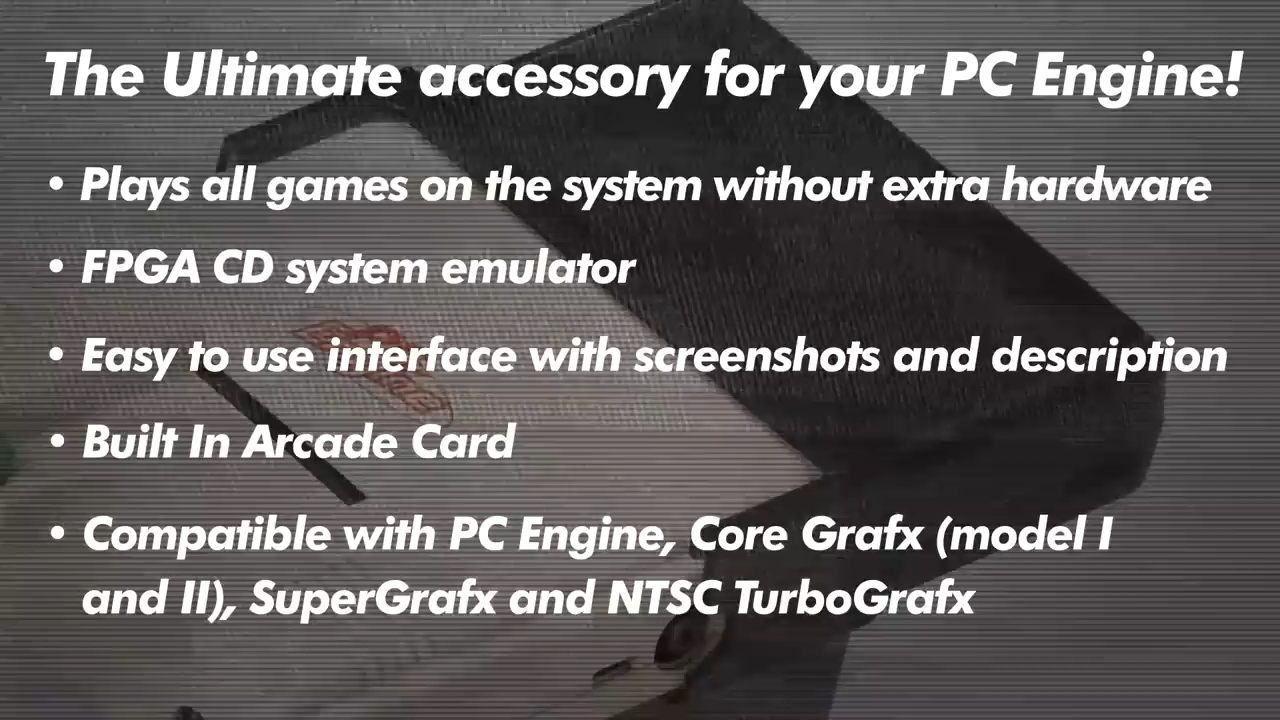 The Ultimate accessory for your PC Engine!
• Plays all games on the system without extra hardware
• FPGA CD system emulator
• Easy to use interface with screenshots and description
• Built In Arcade Card
• Compatible with PC Engine, Core Grafx (model I
and II), SuperGrafx and NTSC TurboGrafx